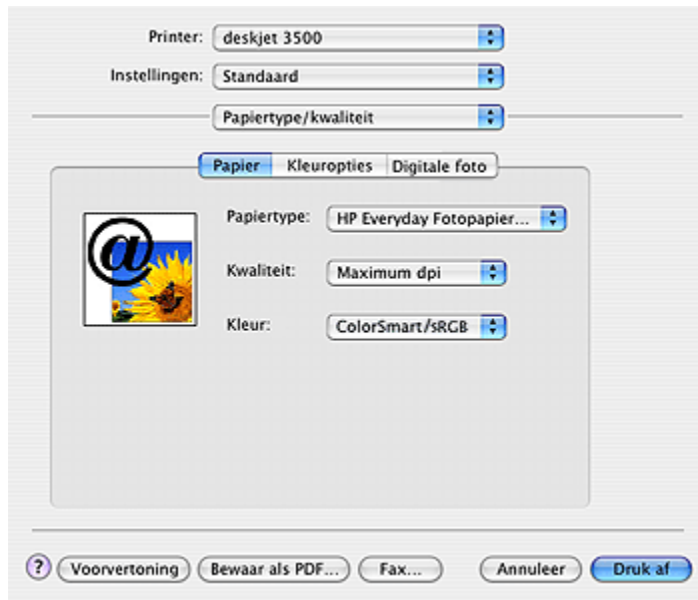 Printer: deskjet 3500
Instellingen: Standaard
Papiertype/kwaliteit
Papier Kleuropties Digitale foto
@
Papiertype: HP Everyday Fotopapier...
Kwaliteit: Maximum dpi
Kleur: ColorSmart/sRGB
? Voorvertoning Bewaar als PDF... Fax... Annuleer Druk af